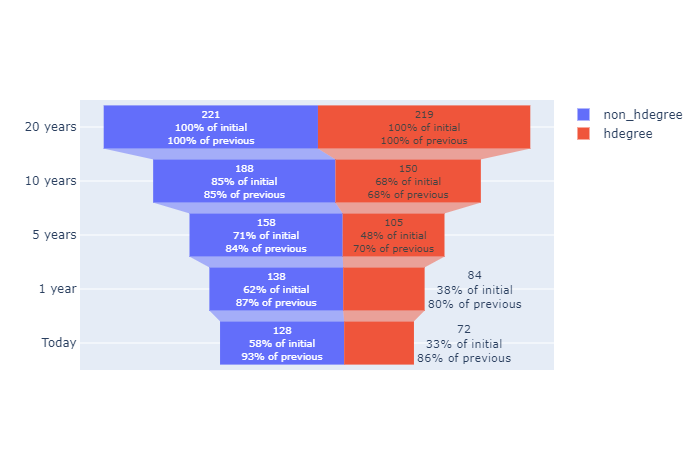 non_hdegree
hdegree
20 years
221
100% of initial
100% of previous
219
100% of initial
100% of previous
10 years
188
85% of initial
85% of previous
150
68% of initial
68% of previous
5 years
158
71% of initial
84% of previous
105
48% of initial
70% of previous
1 year
138
62% of initial
87% of previous
84
38% of initial
80% of previous
Today
128
58% of initial
93% of previous
72
33% of initial
86% of previous